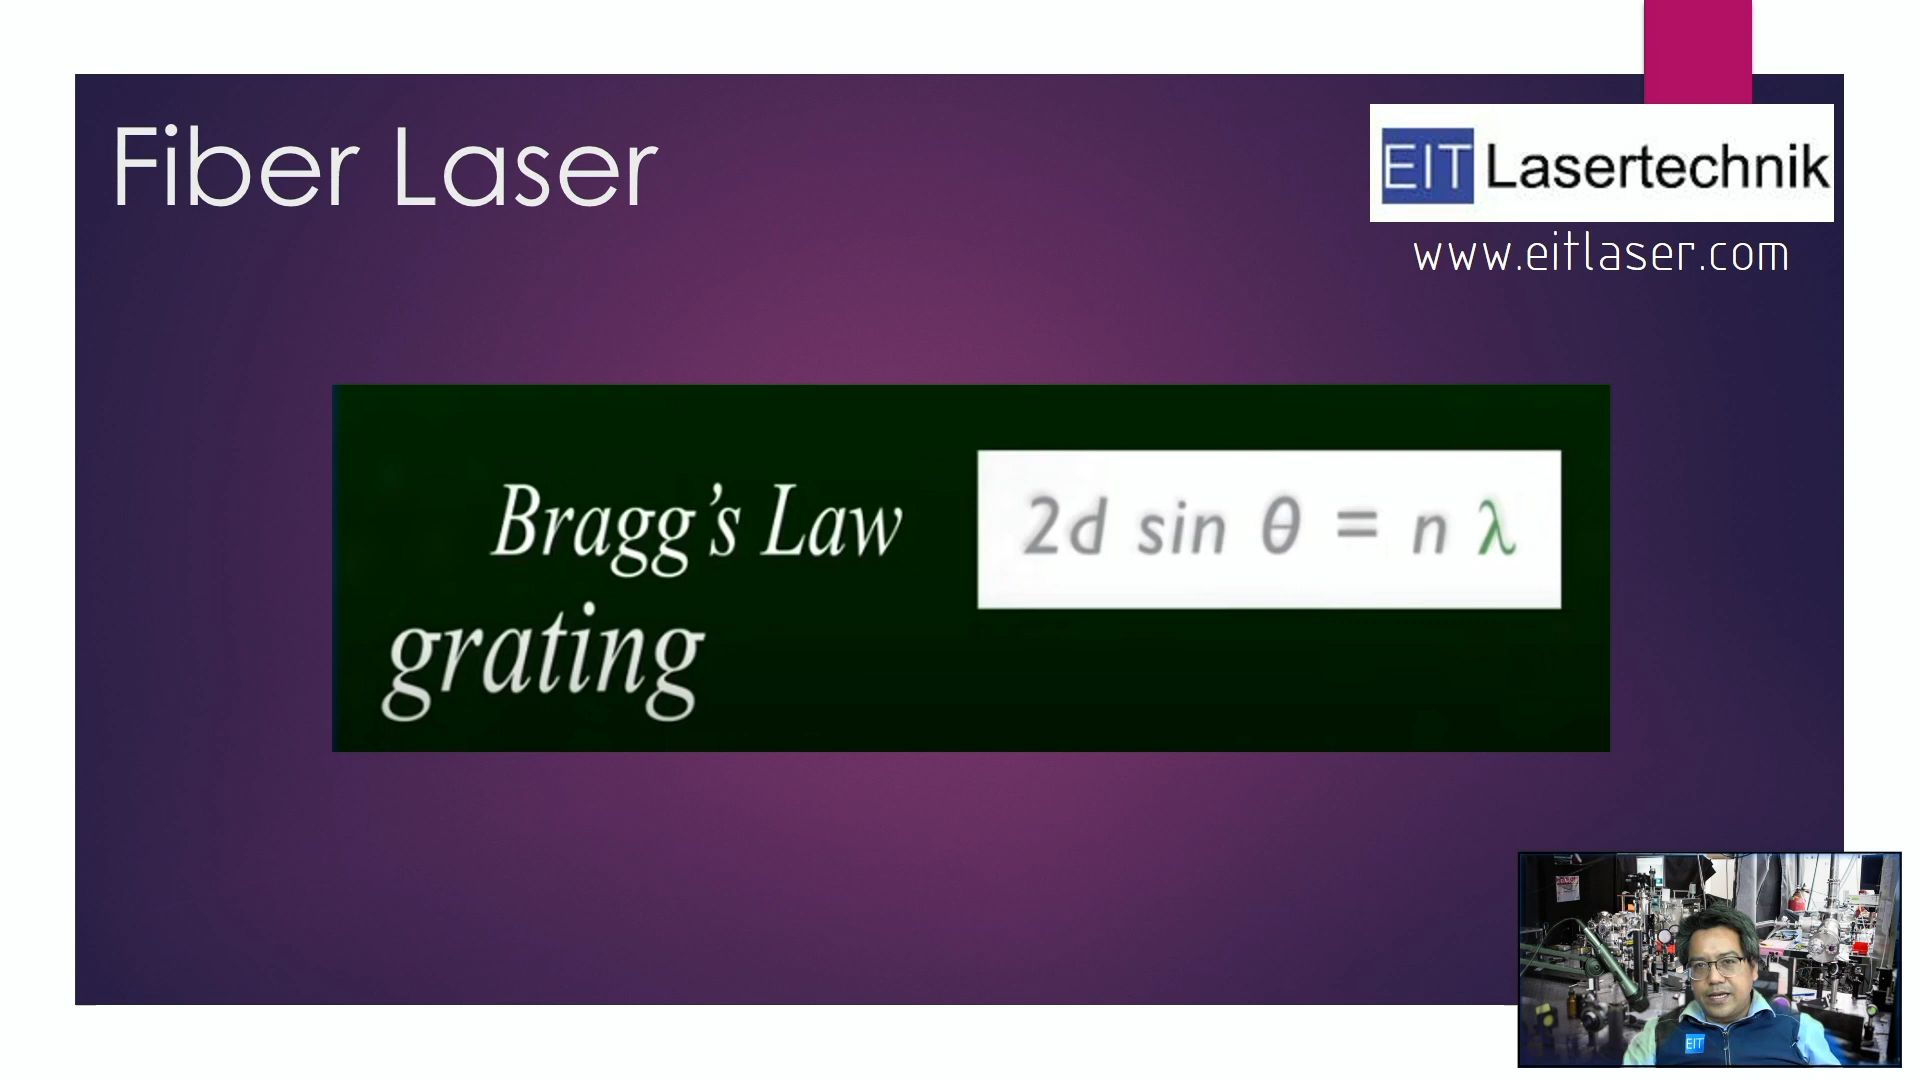 Fiber Laser
EIT Lasertechnik
www.eitlaser.com
Bragg's Law
2d sin θ = n λ
grating
EIT